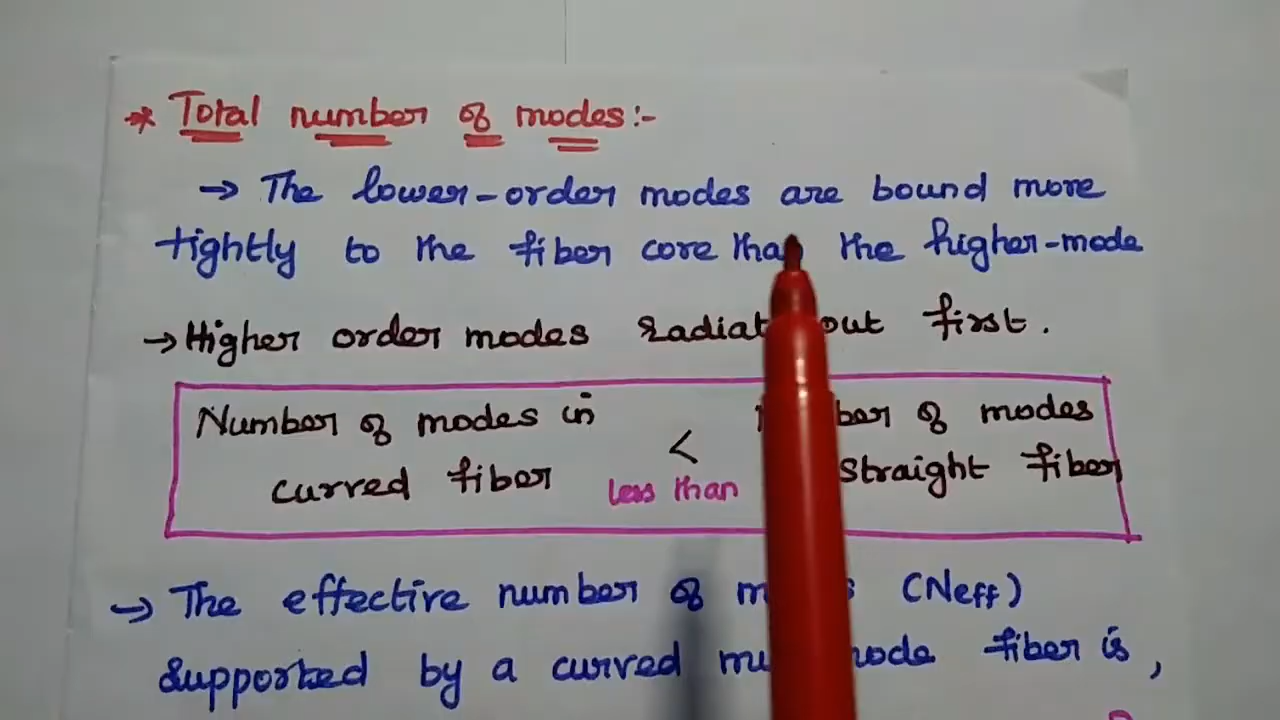 * Total number of modes:-
→ The lower-order modes are bound more
tightly to the fiber core than the higher-mode
→ Higher order modes radiat out first.
Number of modes in
curved fiber
<
less than
ber of modes
straight fiber
→ The effective number of m s (Neff)
supported by a curved mu mode fiber is,